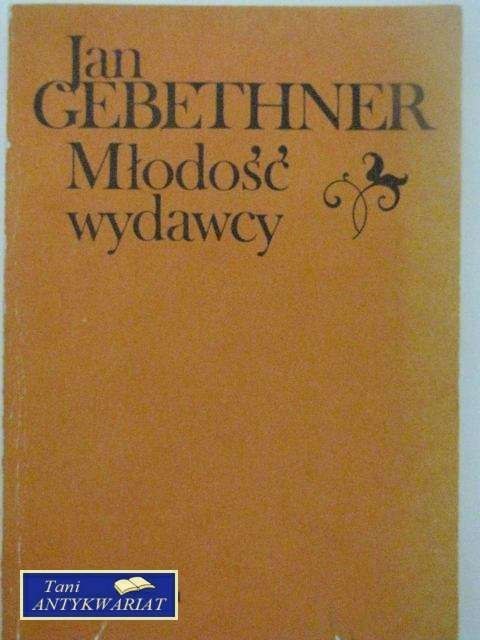 Jan
GEBETHNER
Młodość
wydawcy
Tani
ANTYKWARIAT